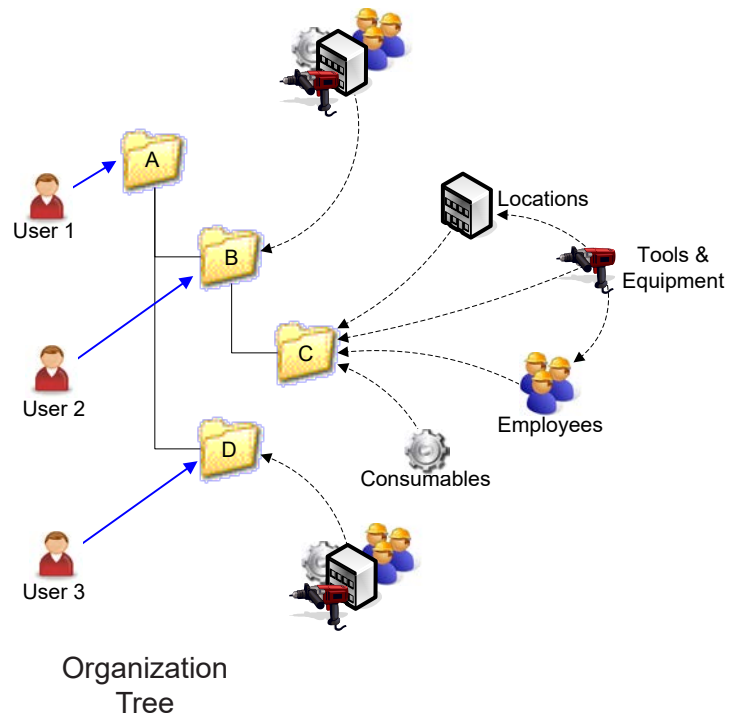 A
User 1
B
Locations
Tools &
Equipment
C
User 2
Employees
D
Consumables
User 3
Organization
Tree